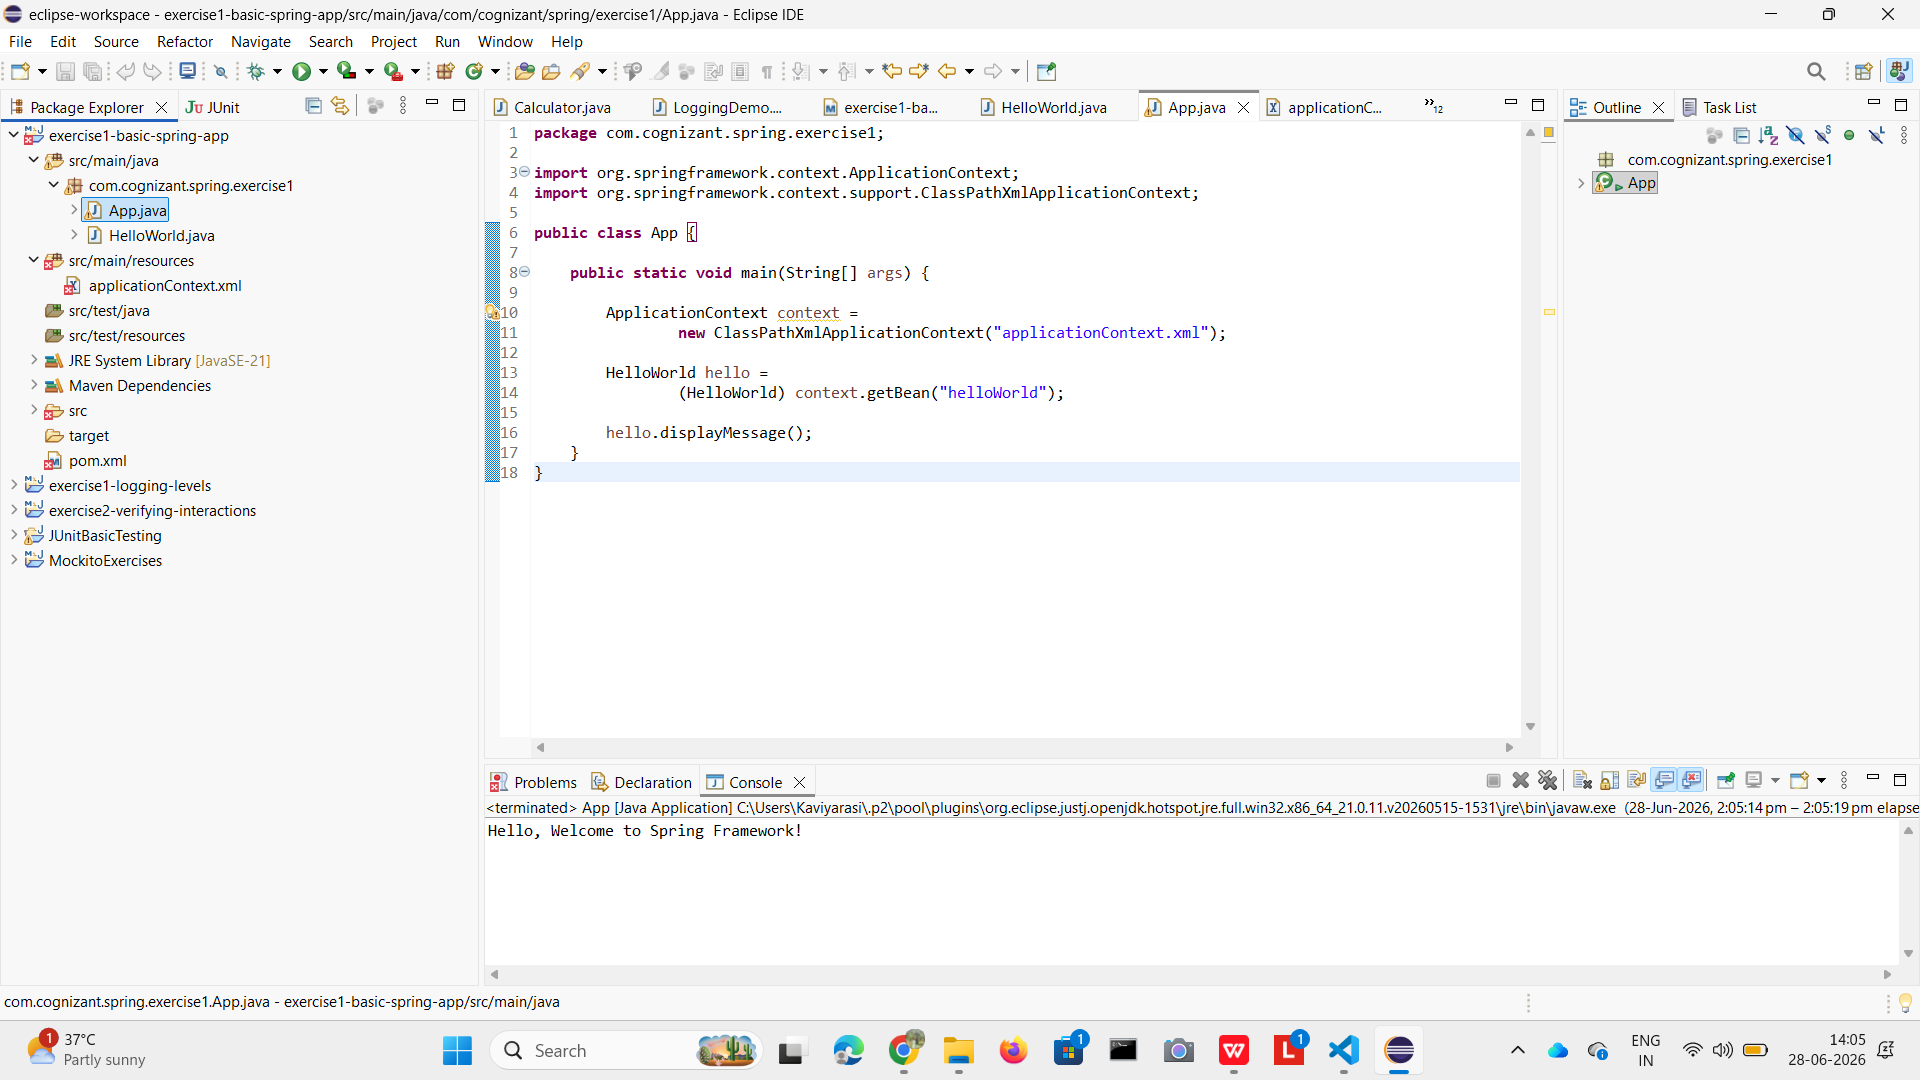 eclipse-workspace - exercise1-basic-spring-app/src/main/java/com/cognizant/spring/exercise1/App.java - Eclipse IDE
File Edit Source Refactor Navigate Search Project Run Window Help
Package Explorer
JUnit
exercise1-basic-spring-app
src/main/java
com.cognizant.spring.exercise1
App.java
HelloWorld.java
src/main/resources
applicationContext.xml
src/test/java
src/test/resources
JRE System Library [JavaSE-21]
Maven Dependencies
src
target
pom.xml
exercise1-logging-levels
exercise2-verifying-interactions
JUnitBasicTesting
MockitoExercises
Calculator.java LoggingDemo... exercise1-ba... HelloWorld.java App.java applicationC... »12
1 package com.cognizant.spring.exercise1;
2
3 import org.springframework.context.ApplicationContext;
4 import org.springframework.context.support.ClassPathXmlApplicationContext;
5
6 public class App {
7
8 public static void main(String[] args) {
9
10 ApplicationContext context =
11 new ClassPathXmlApplicationContext("applicationContext.xml");
12
13 HelloWorld hello =
14 (HelloWorld) context.getBean("helloWorld");
15
16 hello.displayMessage();
17 }
18 }
Outline Task List
com.cognizant.spring.exercise1
App
Problems Declaration Console
<terminated> App [Java Application] C:\Users\Kaviyarasi\.p2\pool\plugins\org.eclipse.justj.openjdk.hotspot.jre.full.win32.x86_64_21.0.11.v20260515-1531\jre\bin\javaw.exe (28-Jun-2026, 2:05:14 pm – 2:05:19 pm elapse
Hello, Welcome to Spring Framework!
com.cognizant.spring.exercise1.App.java - exercise1-basic-spring-app/src/main/java
1
37°C
Partly sunny
Search
1
W
L
1
ENG
IN
14:05
28-06-2026